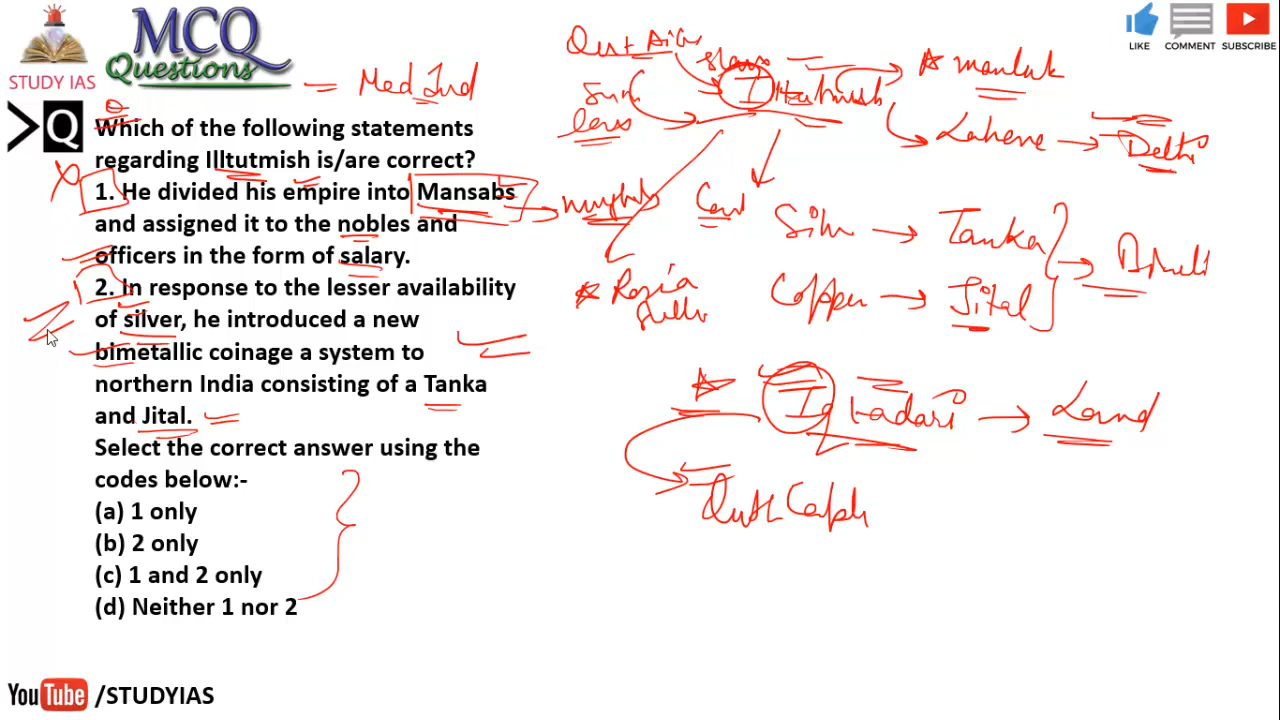 MCQ
Questions
STUDY IAS
LIKE COMMENT SUBSCRIBE
= Med Ind
>Q
Which of the following statements
regarding Illtutmish is/are correct?
1. He divided his empire into Mansabs
and assigned it to the nobles and
officers in the form of salary.
2. In response to the lesser availability
of silver, he introduced a new
bimetallic coinage a system to
northern India consisting of a Tanka
and Jital.
Select the correct answer using the
codes below:-
(a) 1 only
(b) 2 only
(c) 1 and 2 only
(d) Neither 1 nor 2
slave
Iltutmish
mamluk
Lahore → Delhi
Tanka
Copper → Jital
Razia
Iqtadari → Land
YouTube /STUDYIAS